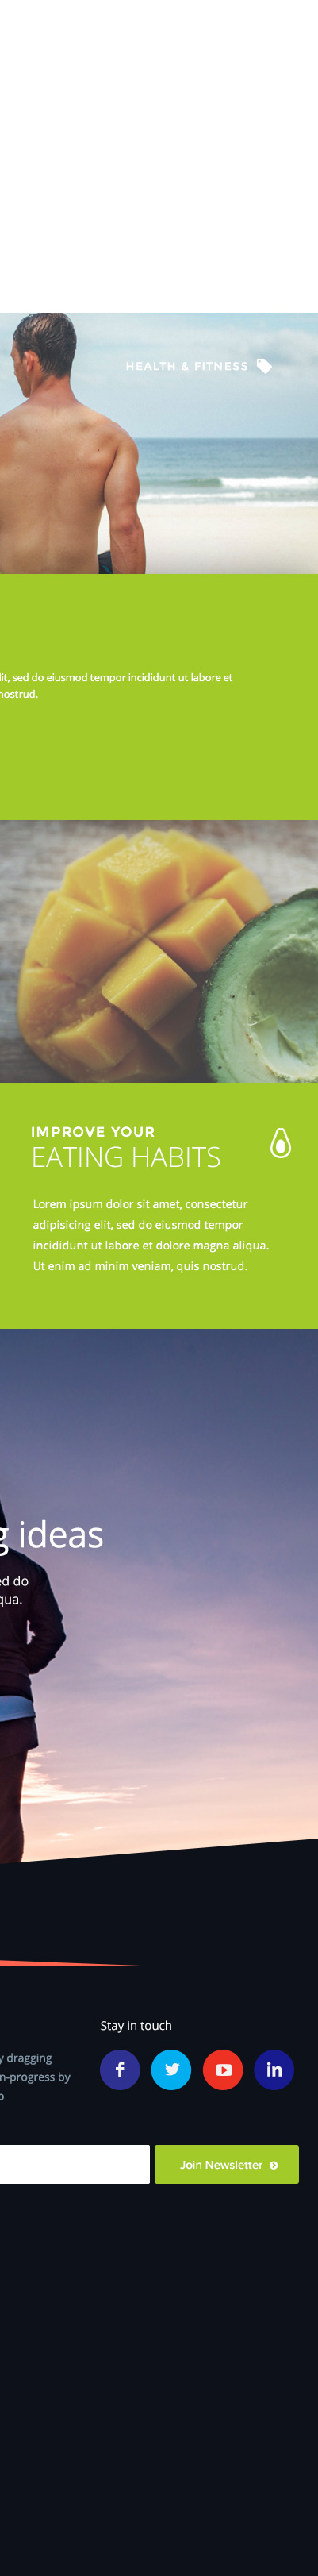 HEALTH & FITNESS
elit, sed do eiusmod tempor incididunt ut labore et
nostrud.
IMPROVE YOUR
EATING HABITS
Lorem ipsum dolor sit amet, consectetur
adipisicing elit, sed do eiusmod tempor
incididunt ut labore et dolore magna aliqua.
Ut enim ad minim veniam, quis nostrud.
g ideas
ed do
qua.
Stay in touch
y dragging
n-progress by
o
Join Newsletter